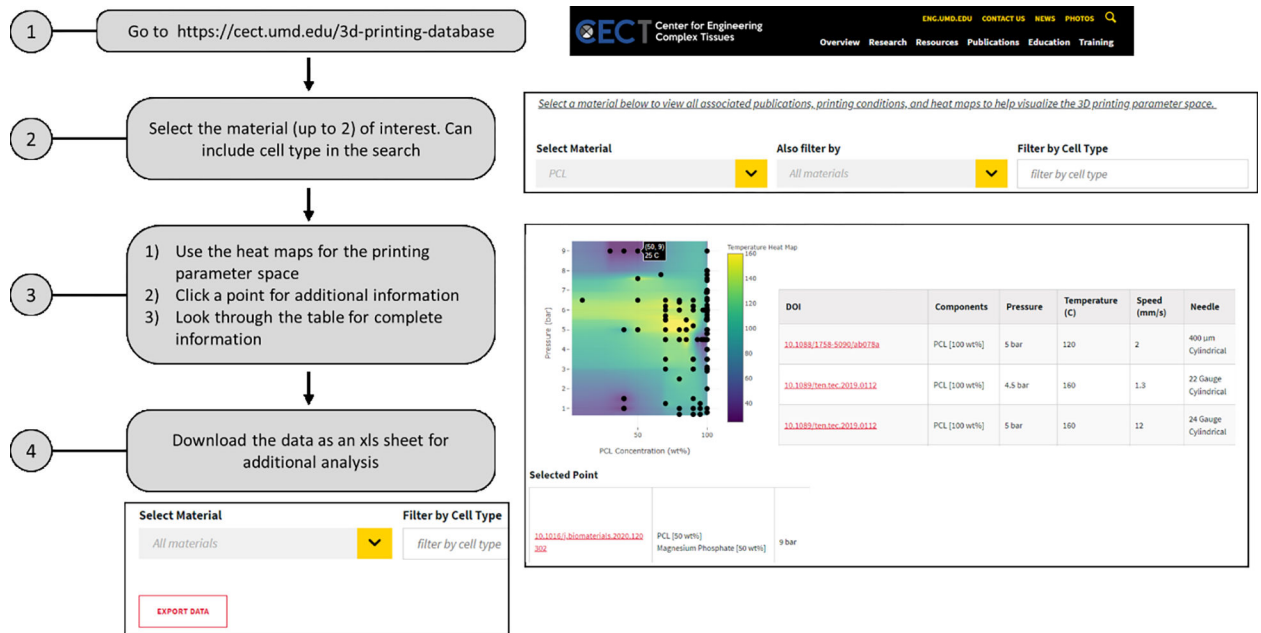 1
Go to https://cect.umd.edu/3d-printing-database
CECT Center for Engineering
Complex Tissues
ENG.UMD.EDU CONTACT US NEWS PHOTOS
Overview Research Resources Publications Education Training
2
Select the material (up to 2) of interest. Can
include cell type in the search
Select a material below to view all associated publications, printing conditions, and heat maps to help visualize the 3D printing parameter space.
Select Material Also filter by Filter by Cell Type
PCL All materials filter by cell type
3
1) Use the heat maps for the printing
parameter space
2) Click a point for additional information
3) Look through the table for complete
information
Temperature Heat Map
(50, 9)
25 C
9
8
7
6
5
4
3
2
1
Pressure [bar]
50 100
PCL Concentration (wt%)
160
140
120
100
80
60
40
DOI Components Pressure Temperature (C) Speed (mm/s) Needle
10.1088/1758-5090/ab078a PCL [100 wt%] 5 bar 120 2 400 µm Cylindrical
10.1089/ten.tec.2019.0112 PCL [100 wt%] 4.5 bar 160 1.3 22 Gauge Cylindrical
10.1089/ten.tec.2019.0112 PCL [100 wt%] 5 bar 160 12 24 Gauge Cylindrical
Selected Point
10.1016/j.biomaterials.2020.120
302
PCL [50 wt%]
Magnesium Phosphate [50 wt%]
9 bar
4
Download the data as an xls sheet for
additional analysis
Select Material Filter by Cell Type
All materials filter by cell type
EXPORT DATA